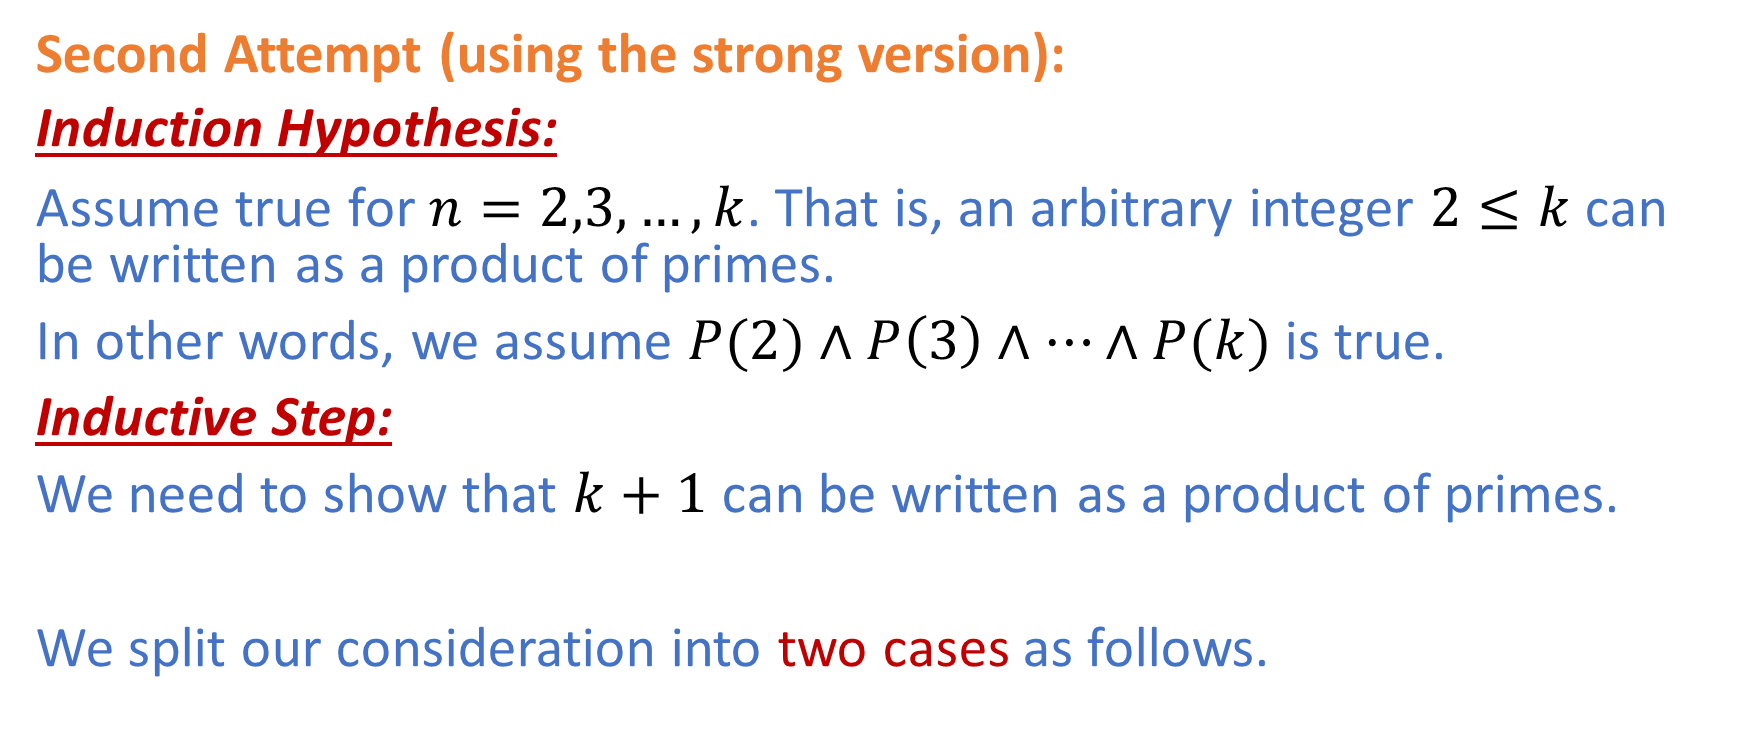 Second Attempt (using the strong version):
Induction Hypothesis:
Assume true for n = 2,3, … , k. That is, an arbitrary integer 2 ≤ k can
be written as a product of primes.
In other words, we assume P(2) ∧ P(3) ∧ ⋯ ∧ P(k) is true.
Inductive Step:
We need to show that k + 1 can be written as a product of primes.
We split our consideration into two cases as follows.